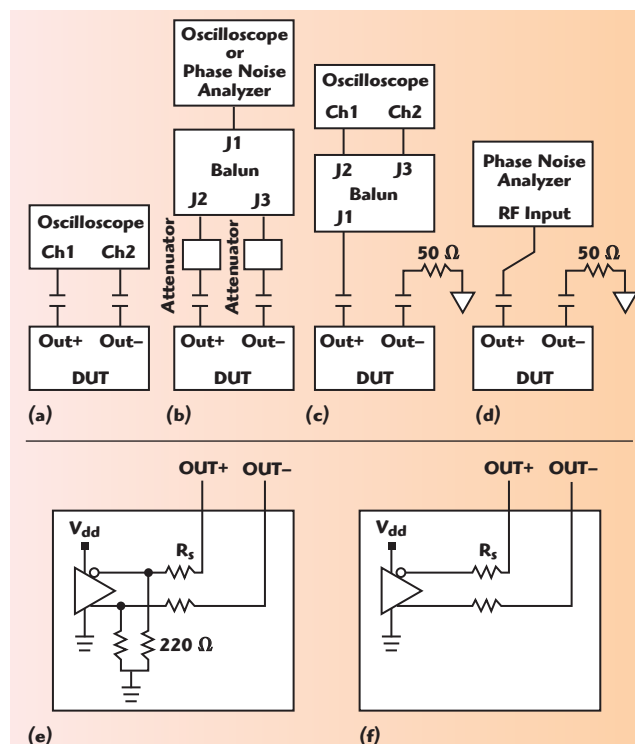 Oscilloscope
Ch1 Ch2
Out+ Out–
DUT
(a)
Oscilloscope
or
Phase Noise
Analyzer
J1
Balun
J2 J3
Attenuator
Attenuator
Out+ Out–
DUT
(b)
Oscilloscope
Ch1 Ch2
J2 J3
Balun
J1
50 Ω
Out+ Out–
DUT
(c)
Phase Noise
Analyzer
RF Input
50 Ω
Out+ Out–
DUT
(d)
OUT+ OUT–
Vdd
Rs
220 Ω
(e)
OUT+ OUT–
Vdd
Rs
(f)